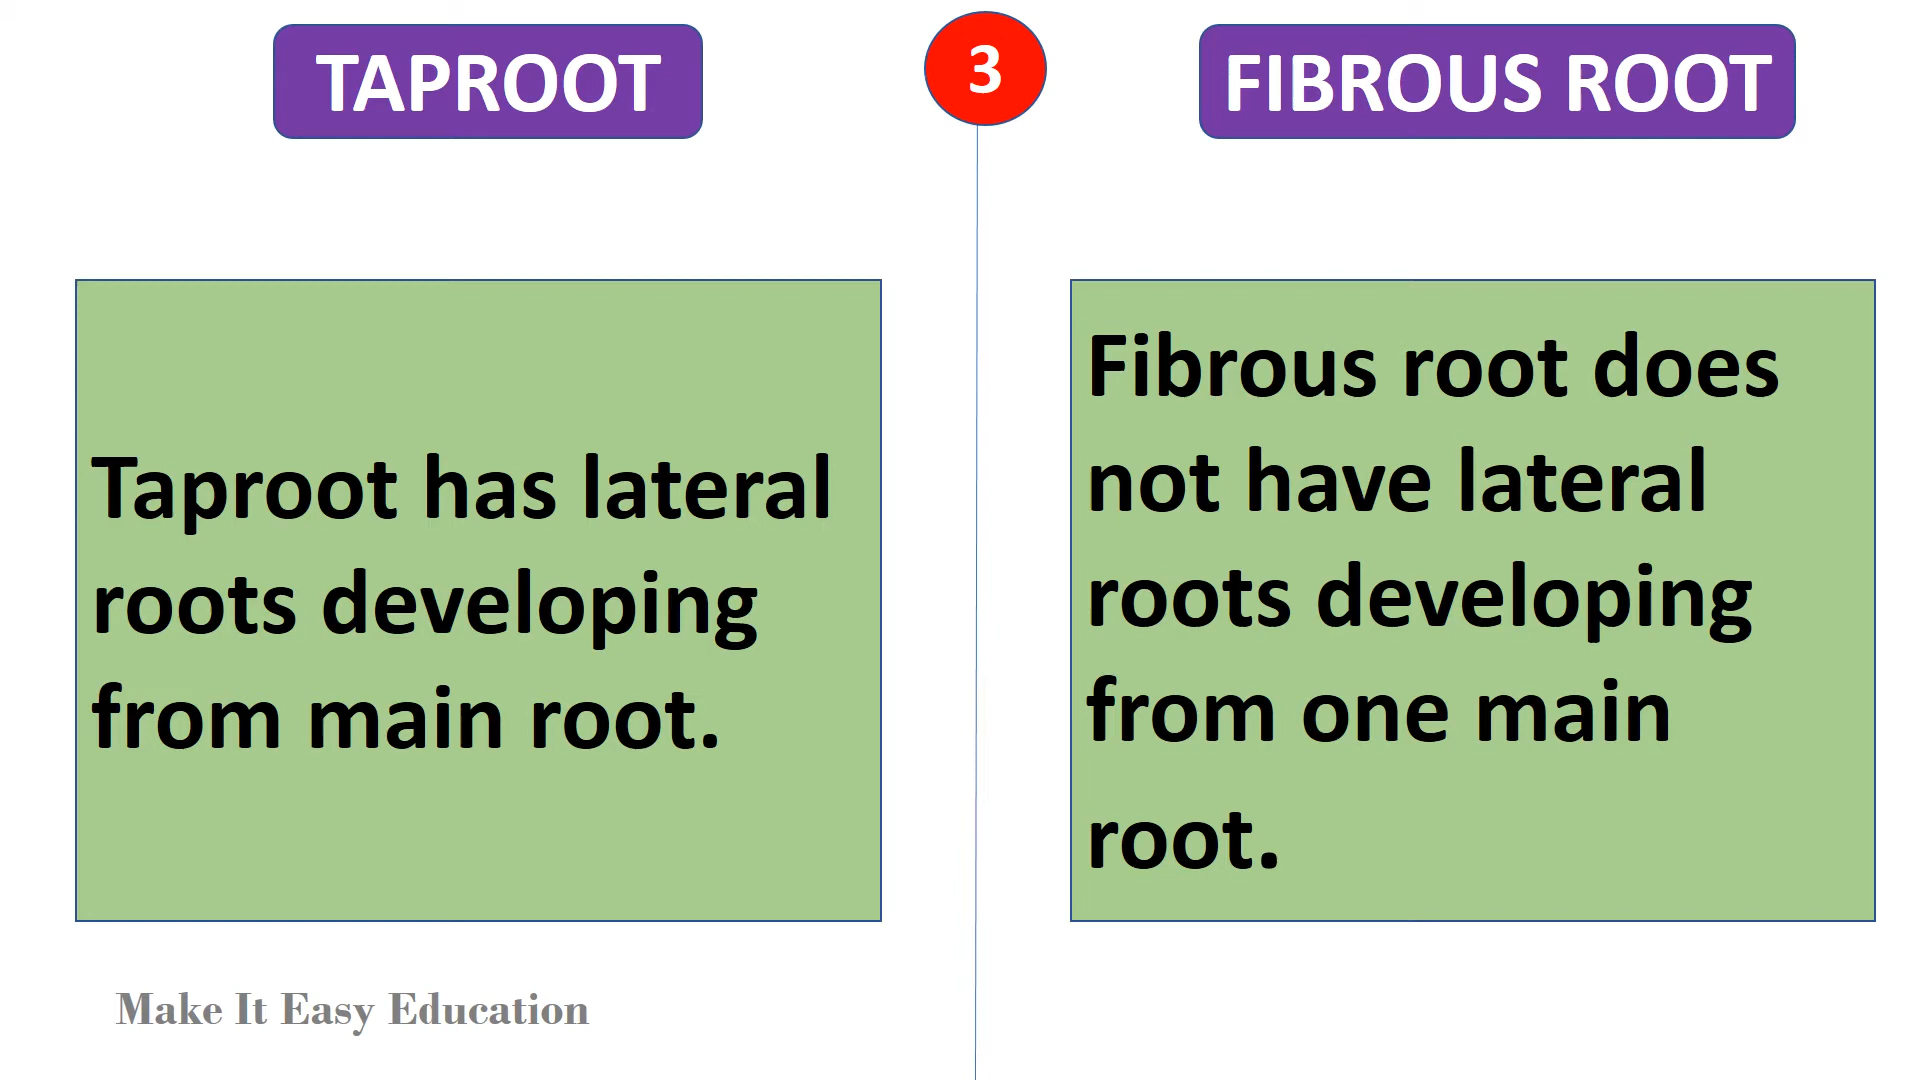 TAPROOT
3
FIBROUS ROOT
Taproot has lateral
roots developing
from main root.
Fibrous root does
not have lateral
roots developing
from one main
root.
Make It Easy Education